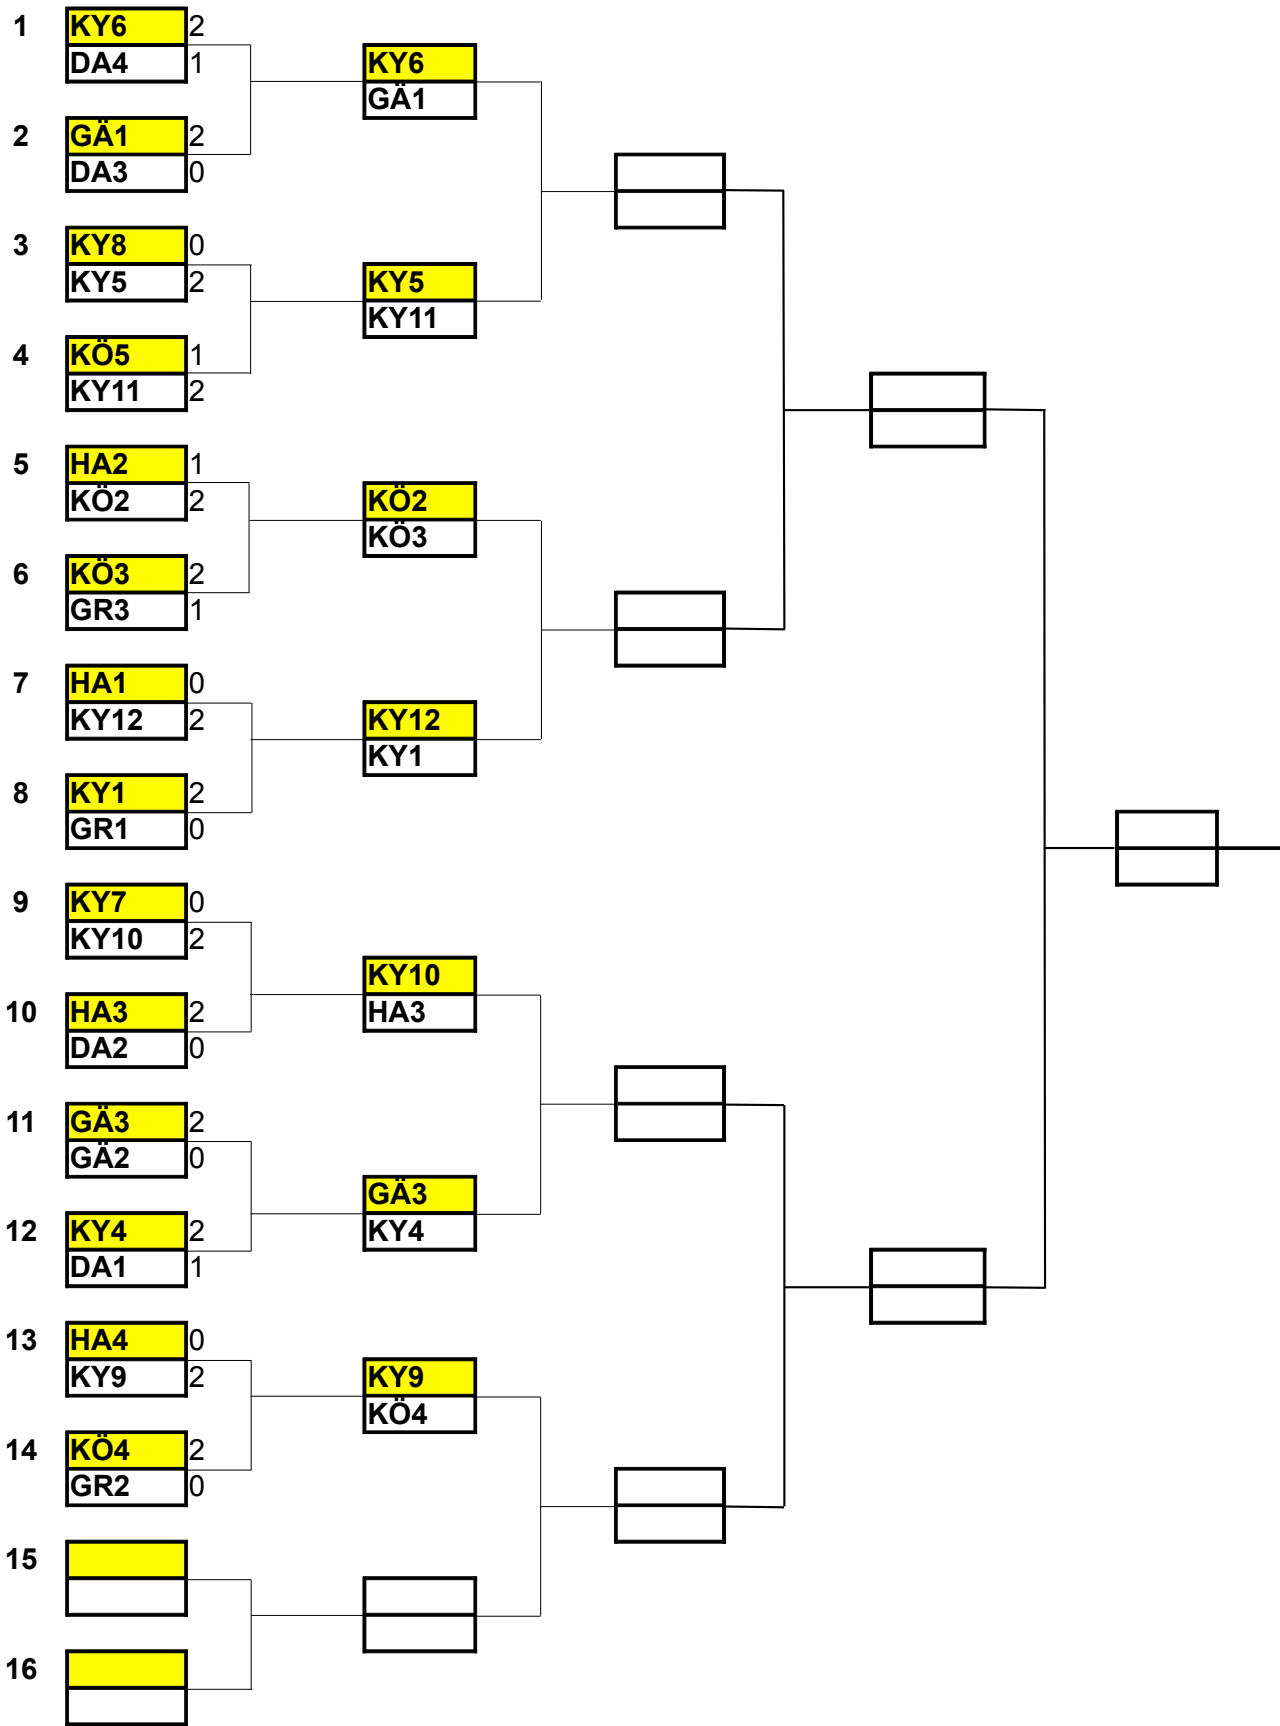 1 KY6 2
DA4 1
KY6
GÄ1
2 GÄ1 2
DA3 0
3 KY8 0
KY5 2
KY5
KY11
4 KÖ5 1
KY11 2
5 HA2 1
KÖ2 2
KÖ2
KÖ3
6 KÖ3 2
GR3 1
7 HA1 0
KY12 2
KY12
KY1
8 KY1 2
GR1 0
9 KY7 0
KY10 2
KY10
HA3
10 HA3 2
DA2 0
11 GÄ3 2
GÄ2 0
GÄ3
KY4
12 KY4 2
DA1 1
13 HA4 0
KY9 2
KY9
KÖ4
14 KÖ4 2
GR2 0
15
16